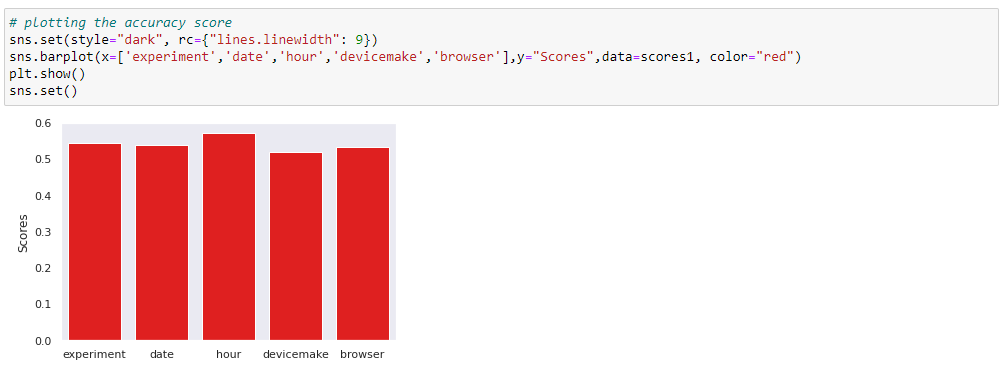 # plotting the accuracy score
sns.set(style="dark", rc={"lines.linewidth": 9})
sns.barplot(x=['experiment','date','hour','devicemake','browser'],y="Scores",data=scores1, color="red")
plt.show()
sns.set()
0.6
0.5
0.4
0.3
0.2
0.1
0.0
Scores
experiment date hour devicemake browser